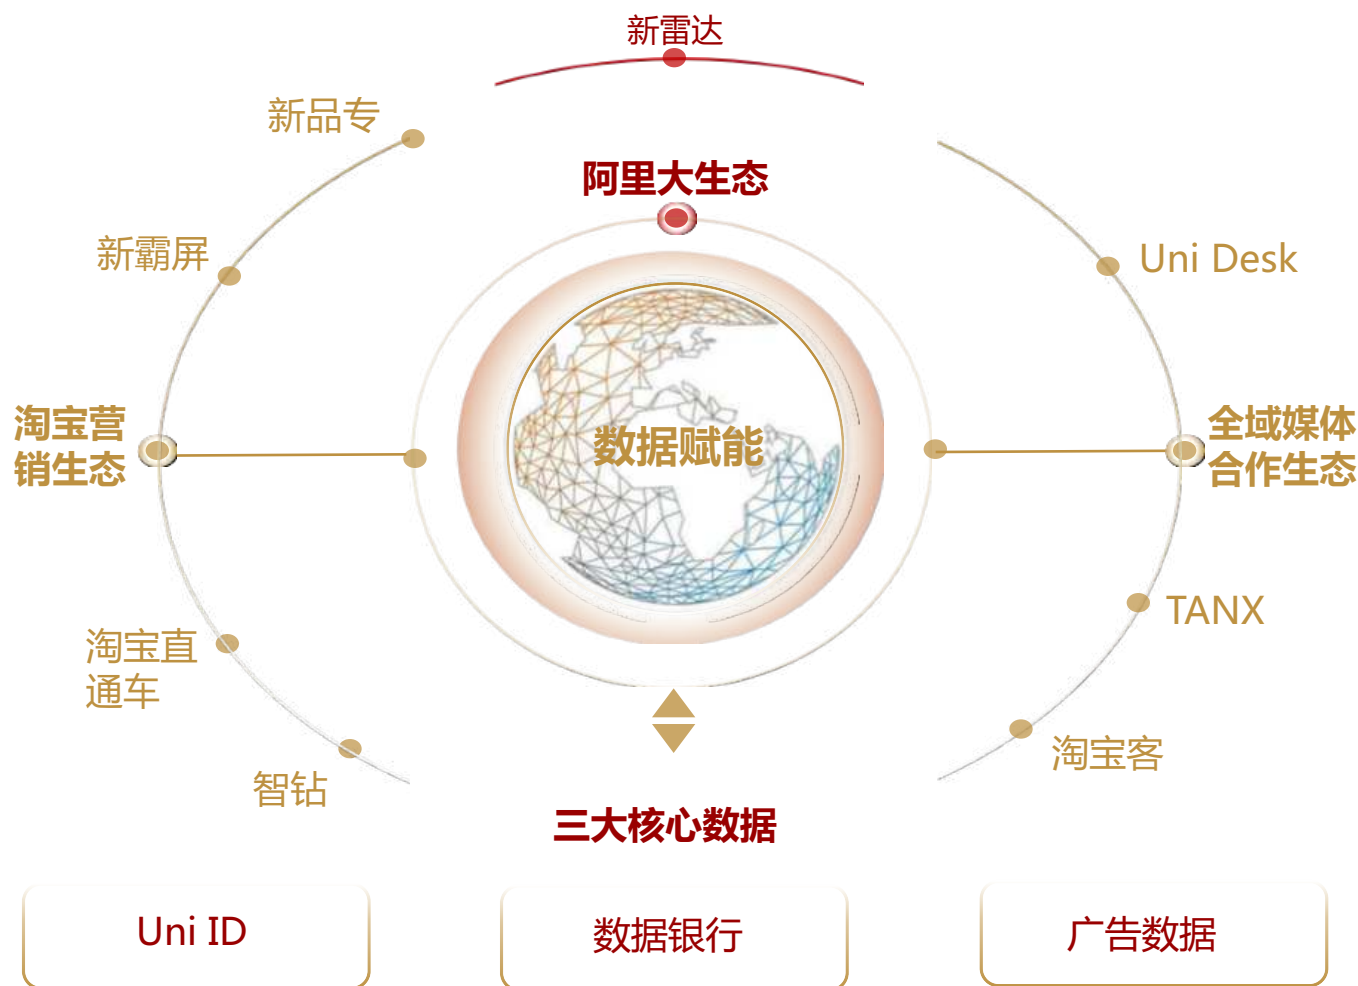 新雷达
新品专
阿里大生态
新霸屏
Uni Desk
淘宝营
销生态
数据赋能
全域媒体
合作生态
TANX
淘宝直
通车
淘宝客
智钻
三大核心数据
Uni ID
数据银行
广告数据